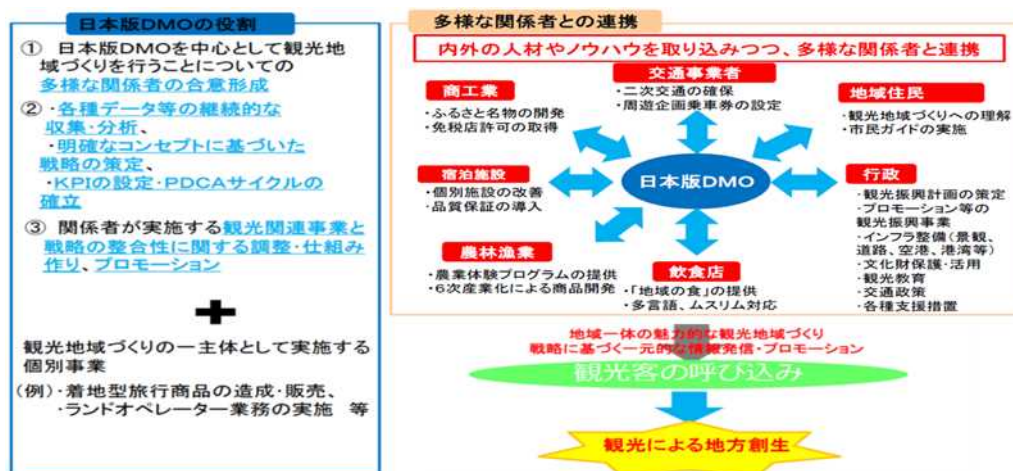 日本版DMOの役割
① 日本版DMOを中心として観光地
域づくりを行うことについての
多様な関係者の合意形成
② ・各種データ等の継続的な
収集・分析、
・明確なコンセプトに基づいた
戦略の策定、
・KPIの設定・PDCAサイクルの
確立
③ 関係者が実施する観光関連事業と
戦略の整合性に関する調整・仕組み
作り、プロモーション
+
観光地域づくりの一主体として実施する
個別事業
(例)・着地型旅行商品の造成・販売、
・ランドオペレーター業務の実施 等
多様な関係者との連携
内外の人材やノウハウを取り込みつつ、多様な関係者と連携
交通事業者
・二次交通の確保
・周遊企画乗車券の設定
商工業
・ふるさと名物の開発
・免税店許可の取得
地域住民
・観光地域づくりへの理解
・市民ガイドの実施
宿泊施設
・個別施設の改善
・品質保証の導入
日本版DMO
行政
・観光振興計画の策定
・プロモーション等の
観光振興事業
・インフラ整備(景観、
道路、空港、港湾等)
・文化財保護・活用
・観光教育
・交通政策
・各種支援措置
農林漁業
・農業体験プログラムの提供
・6次産業化による商品開発
飲食店
・「地域の食」の提供
・多言語、ムスリム対応
地域一体の魅力的な観光地域づくり
戦略に基づく一元的な情報発信・プロモーション
観光客の呼び込み
観光による地方創生